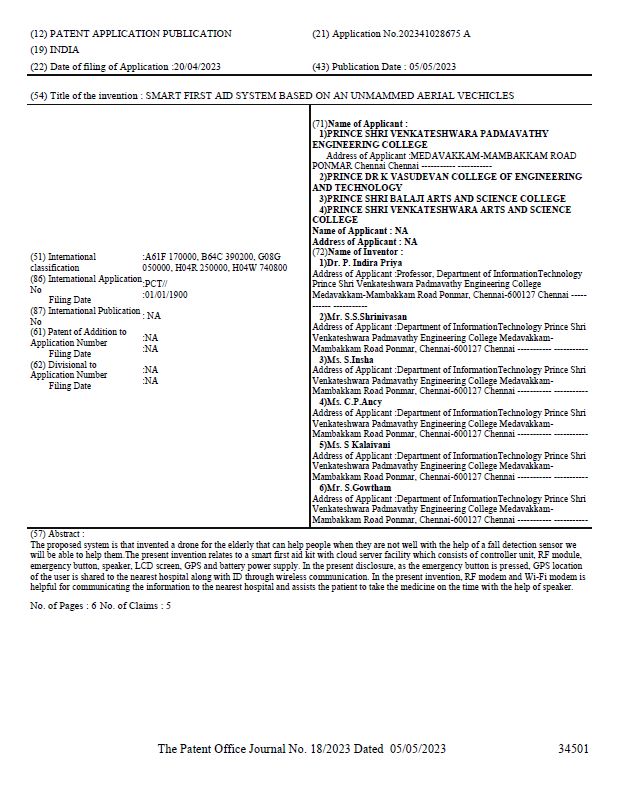 (12) PATENT APPLICATION PUBLICATION
(21) Application No.202341028675 A
(19) INDIA
(22) Date of filing of Application :20/04/2023
(43) Publication Date : 05/05/2023
(54) Title of the invention : SMART FIRST AID SYSTEM BASED ON AN UNMAMMED AERIAL VECHICLES
(51) International
classification
:A61F 170000, B64C 390200, G08G
050000, H04R 250000, H04W 740800
(86) International Application
No
Filing Date
:PCT//
:01/01/1900
(87) International Publication
No
: NA
(61) Patent of Addition to
Application Number
Filing Date
:NA
:NA
(62) Divisional to
Application Number
Filing Date
:NA
:NA
(71)Name of Applicant :
1)PRINCE SHRI VENKATESHWARA PADMAVATHY
ENGINEERING COLLEGE
Address of Applicant :MEDAVAKKAM-MAMBAKKAM ROAD
PONMAR Chennai Chennai ----------- -----------
2)PRINCE DR K VASUDEVAN COLLEGE OF ENGINEERING
AND TECHNOLOGY
3)PRINCE SHRI BALAJI ARTS AND SCIENCE COLLEGE
4)PRINCE SHRI VENKATESHWARA ARTS AND SCIENCE
COLLEGE
Name of Applicant : NA
Address of Applicant : NA
(72)Name of Inventor :
1)Dr. P. Indira Priya
Address of Applicant :Professor, Department of InformationTechnology
Prince Shri Venkateshwara Padmavathy Engineering College
Medavakkam-Mambakkam Road Ponmar, Chennai-600127 Chennai -----
------ -----------
2)Mr. S.S.Shrinivasan
Address of Applicant :Department of InformationTechnology Prince Shri
Venkateshwara Padmavathy Engineering College Medavakkam-
Mambakkam Road Ponmar, Chennai-600127 Chennai ----------- -----------
3)Ms. S.Insha
Address of Applicant :Department of InformationTechnology Prince Shri
Venkateshwara Padmavathy Engineering College Medavakkam-
Mambakkam Road Ponmar, Chennai-600127 Chennai ----------- -----------
4)Ms. C.P.Ancy
Address of Applicant :Department of InformationTechnology Prince Shri
Venkateshwara Padmavathy Engineering College Medavakkam-
Mambakkam Road Ponmar, Chennai-600127 Chennai ----------- -----------
5)Ms. S Kalaivani
Address of Applicant :Department of InformationTechnology Prince Shri
Venkateshwara Padmavathy Engineering College Medavakkam-
Mambakkam Road Ponmar, Chennai-600127 Chennai ----------- -----------
6)Mr. S.Gowtham
Address of Applicant :Department of InformationTechnology Prince Shri
Venkateshwara Padmavathy Engineering College Medavakkam-
Mambakkam Road Ponmar, Chennai-600127 Chennai ----------- -----------
(57) Abstract :
The proposed system is that invented a drone for the elderly that can help people when they are not well with the help of a fall detection sensor we
will be able to help them.The present invention relates to a smart first aid kit with cloud server facility which consists of controller unit, RF module,
emergency button, speaker, LCD screen, GPS and battery power supply. In the present disclosure, as the emergency button is pressed, GPS location
of the user is shared to the nearest hospital along with ID through wireless communication. In the present invention, RF modem and Wi-Fi modem is
helpful for communicating the information to the nearest hospital and assists the patient to take the medicine on the time with the help of speaker.
No. of Pages : 6 No. of Claims : 5
The Patent Office Journal No. 18/2023 Dated 05/05/2023
34501